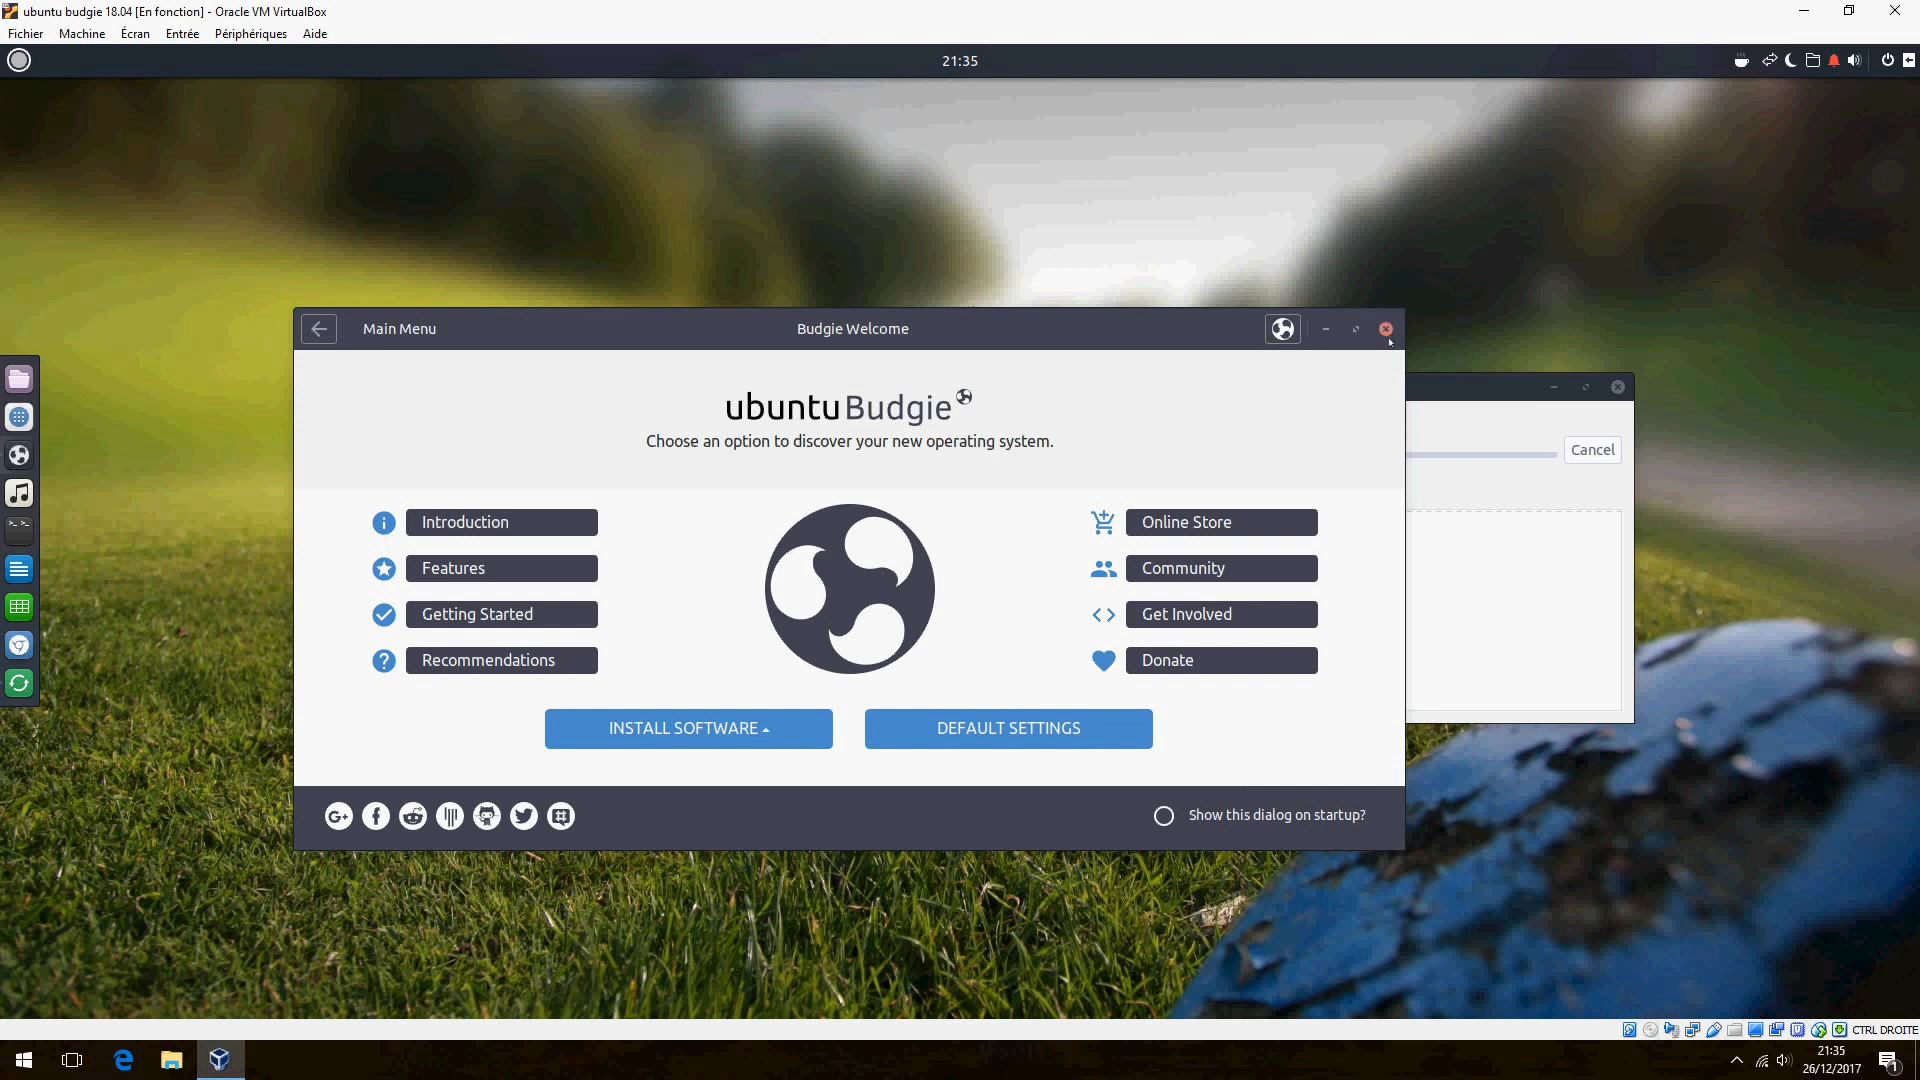 ubuntu budgie 18.04 [En fonction] - Oracle VM VirtualBox
Fichier Machine Écran Entrée Périphériques Aide
21:35
Main Menu
Budgie Welcome
ubuntu Budgie
Choose an option to discover your new operating system.
Cancel
Introduction
Online Store
Features
Community
Getting Started
Get Involved
Recommendations
Donate
INSTALL SOFTWARE
DEFAULT SETTINGS
G+
Show this dialog on startup?
CTRL DROITE
21:35
26/12/2017
1